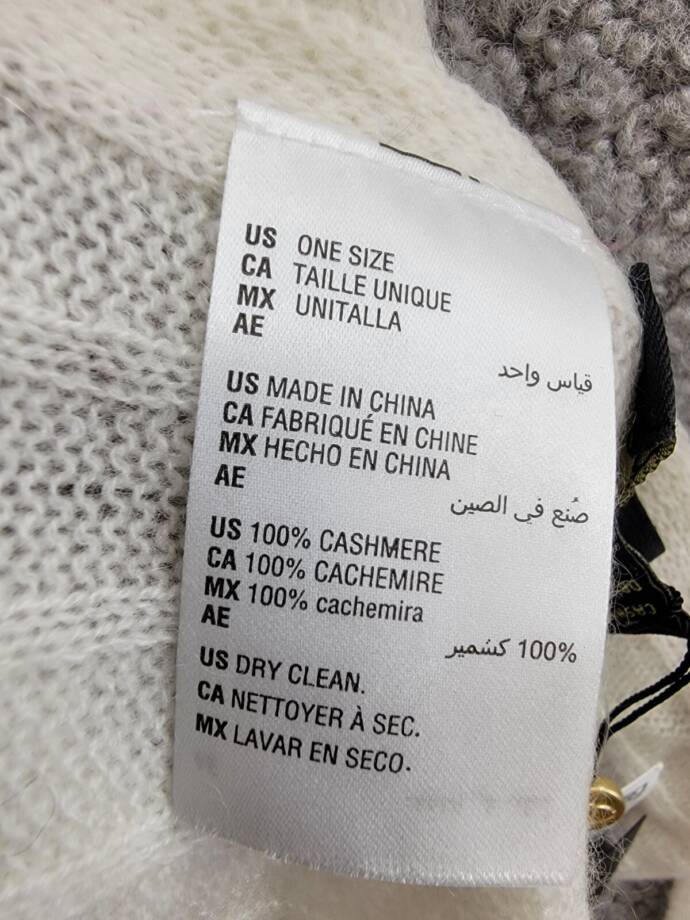 US ONE SIZE
CA TAILLE UNIQUE
MX UNITALLA
AE
قياس واحد
US MADE IN CHINA
CA FABRIQUÉ EN CHINE
MX HECHO EN CHINA
AE
صُنع في الصين
US 100% CASHMERE
CA 100% CACHEMIRE
MX 100% cachemira
AE
100% كشمير
US DRY CLEAN.
CA NETTOYER À SEC.
MX LAVAR EN SECO.